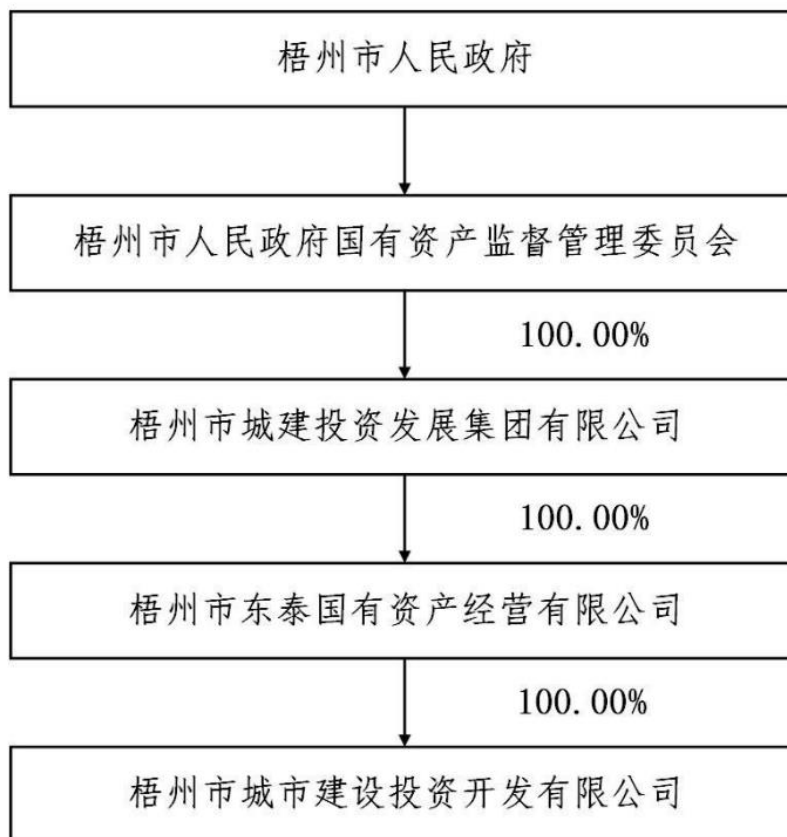 梧州市人民政府
梧州市人民政府国有资产监督管理委员会
100.00%
梧州市城建投资发展集团有限公司
100.00%
梧州市东泰国有资产经营有限公司
100.00%
梧州市城市建设投资开发有限公司